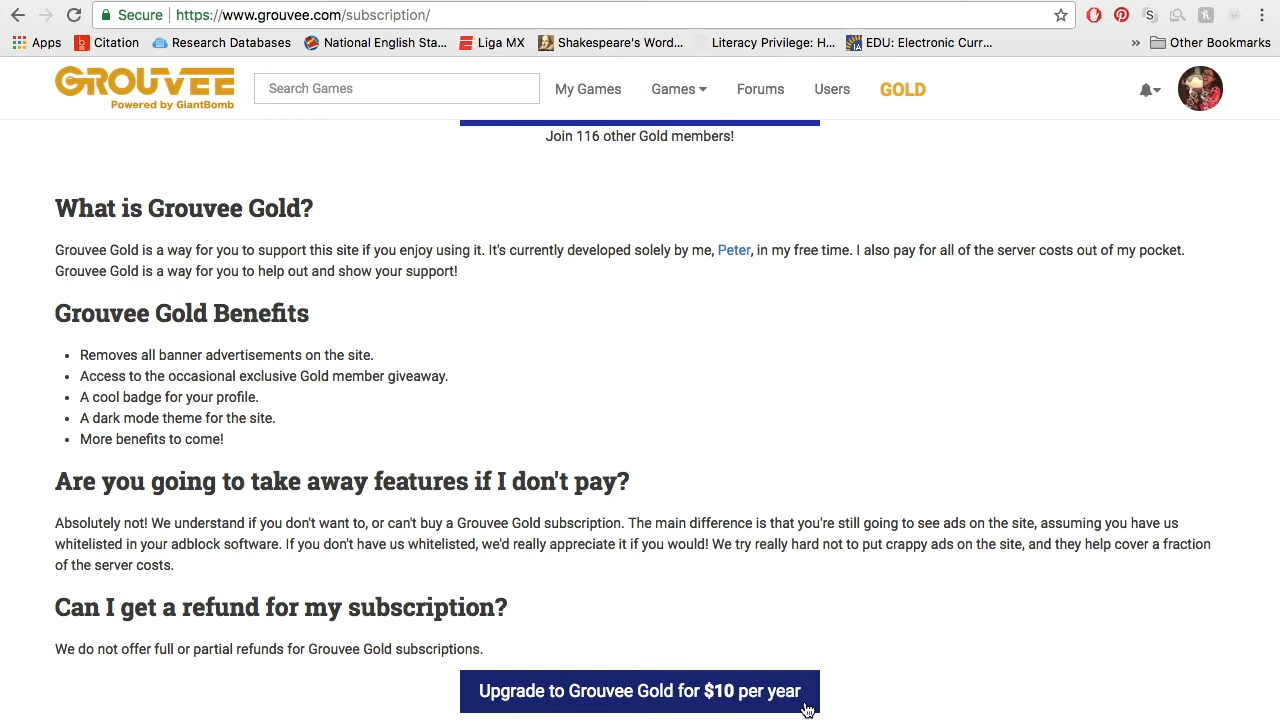 Secure https://www.grouvee.com/subscription/
Apps Citation Research Databases National English Sta... Liga MX Shakespeare's Word... Literacy Privilege: H... EDU: Electronic Curr... » Other Bookmarks
GROUVEE
Powered by GiantBomb
Search Games My Games Games Forums Users GOLD
Join 116 other Gold members!
What is Grouvee Gold?
Grouvee Gold is a way for you to support this site if you enjoy using it. It's currently developed solely by me, Peter, in my free time. I also pay for all of the server costs out of my pocket.
Grouvee Gold is a way for you to help out and show your support!
Grouvee Gold Benefits
• Removes all banner advertisements on the site.
• Access to the occasional exclusive Gold member giveaway.
• A cool badge for your profile.
• A dark mode theme for the site.
• More benefits to come!
Are you going to take away features if I don't pay?
Absolutely not! We understand if you don't want to, or can't buy a Grouvee Gold subscription. The main difference is that you're still going to see ads on the site, assuming you have us
whitelisted in your adblock software. If you don't have us whitelisted, we'd really appreciate it if you would! We try really hard not to put crappy ads on the site, and they help cover a fraction
of the server costs.
Can I get a refund for my subscription?
We do not offer full or partial refunds for Grouvee Gold subscriptions.
Upgrade to Grouvee Gold for $10 per year